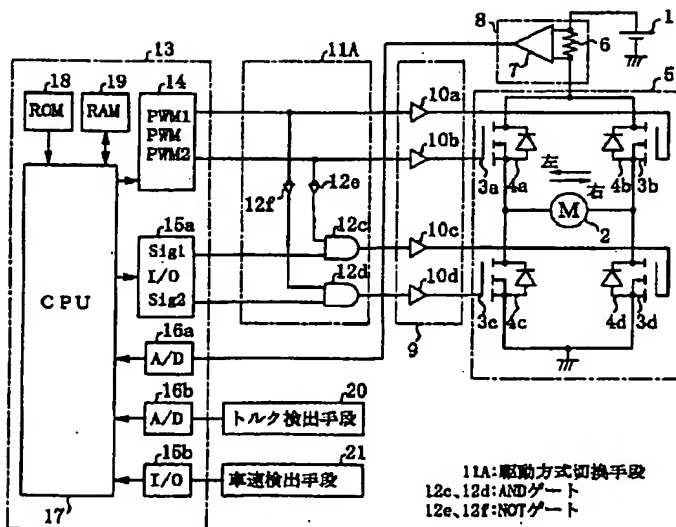 8
1
13
11A
7
6
9
5
18
19
14
ROM
RAM
PWM1
PWM
PWM2
10a
10b
12f
12e
3a
4a
左
右
4b
3b
M
2
15a
12c
10c
Sig1
I/O
Sig2
12d
10d
CPU
3c
4c
4d
3d
16a
A/D
9
16b
20
A/D
トルク検出手段
15b
21
I/O
車速検出手段
17
11A:駆動方式切換手段
12c、12d:ANDゲート
12e、12f:NOTゲート